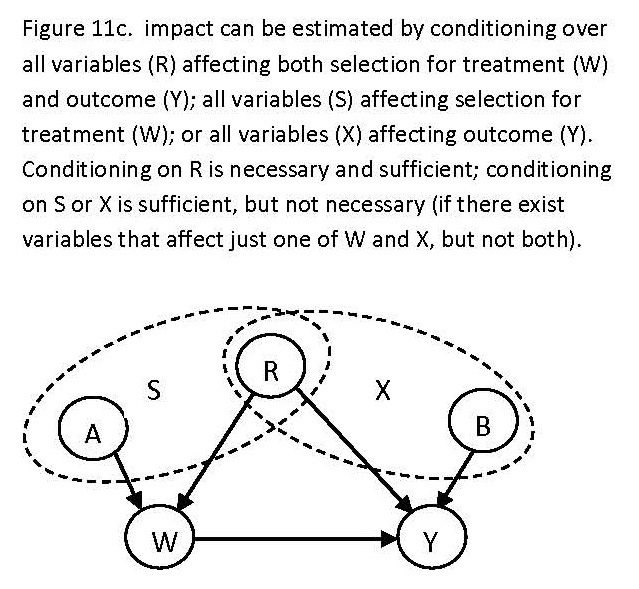 Figure 11c.  impact can be estimated by conditioning over
all variables (R) affecting both selection for treatment (W)
and outcome (Y); all variables (S) affecting selection for
treatment (W); or all variables (X) affecting outcome (Y).
Conditioning on R is necessary and sufficient; conditioning
on S or X is sufficient, but not necessary (if there exist
variables that affect just one of W and X, but not both).
R
S
X
A
B
W
Y